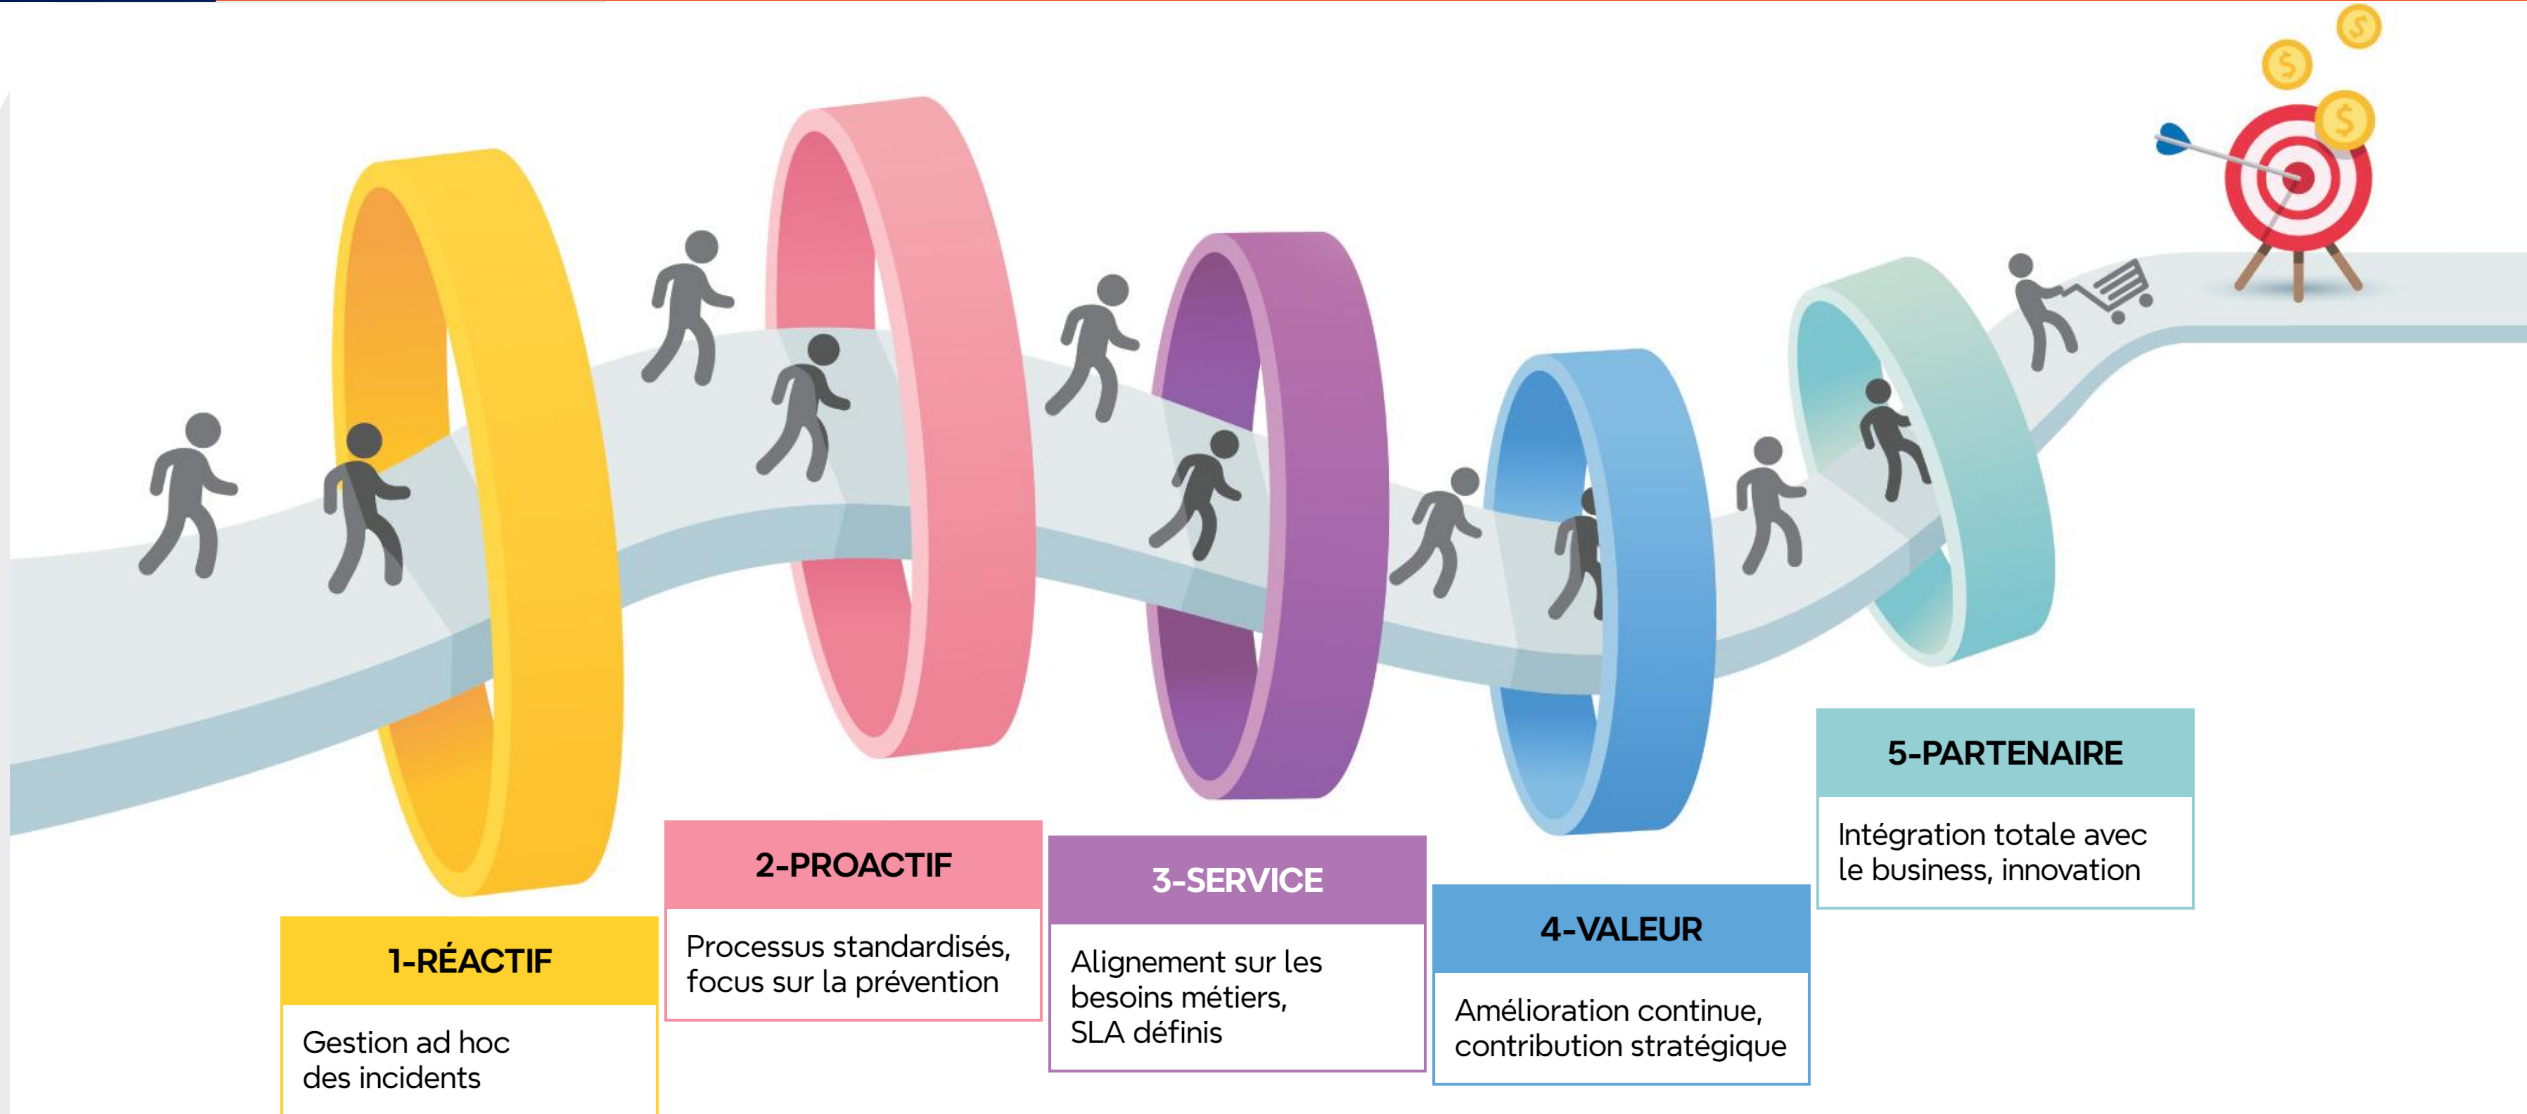 1-RÉACTIF
Gestion ad hoc
des incidents
2-PROACTIF
Processus standardisés,
focus sur la prévention
3-SERVICE
Alignement sur les
besoins métiers,
SLA définis
4-VALEUR
Amélioration continue,
contribution stratégique
5-PARTENAIRE
Intégration totale avec
le business, innovation